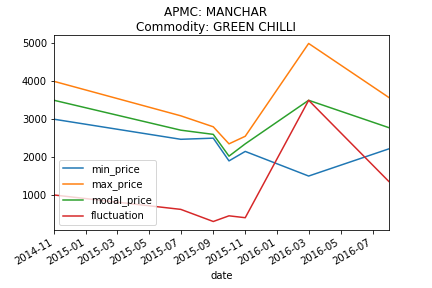 APMC: MANCHAR
Commodity: GREEN CHILLI
5000
4000
3000
2000
1000
min_price
max_price
modal_price
fluctuation
2014-11
2015-01
2015-03
2015-05
2015-07
2015-09
2015-11
2016-01
2016-03
2016-05
2016-07
date